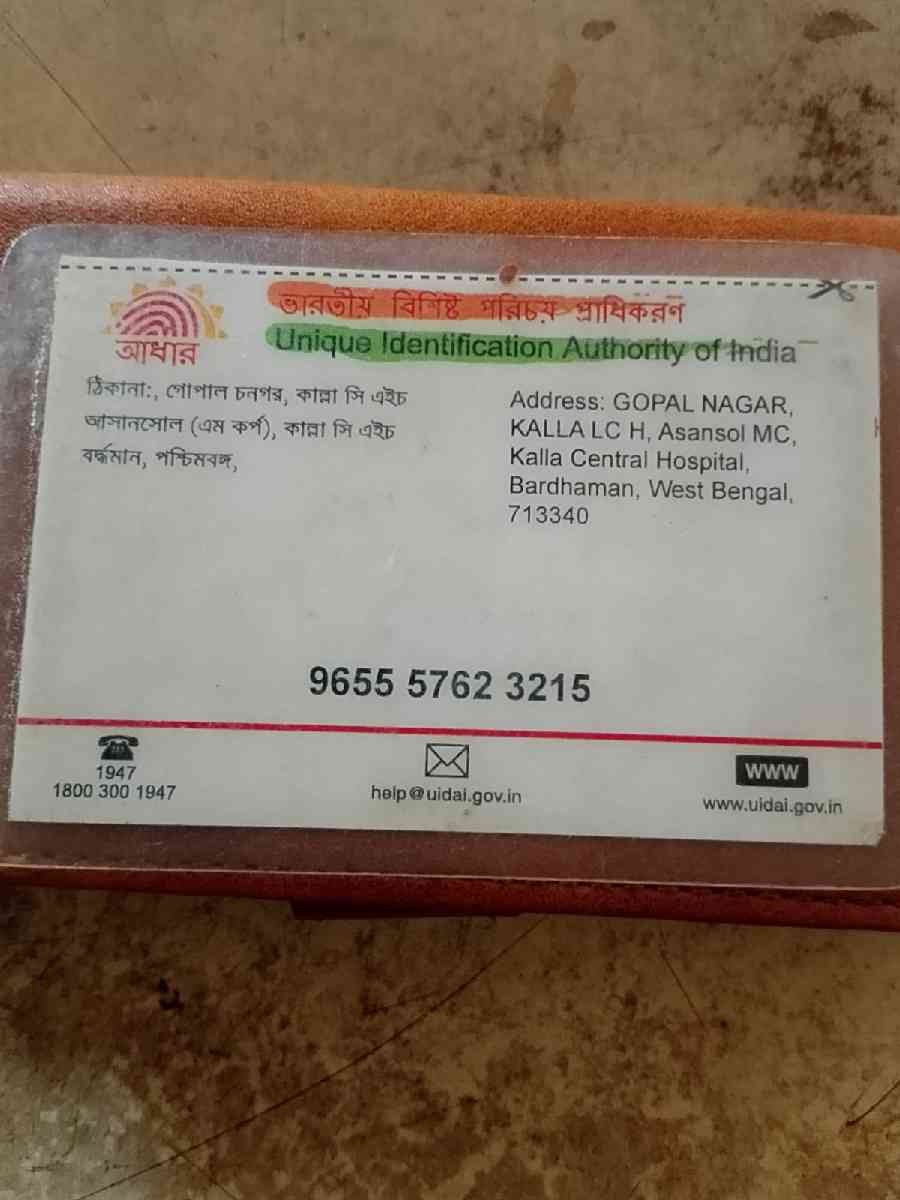 ভারতীয় বিশিষ্ট পরিচয় প্রাধিকরণ
Unique Identification Authority of India
আধার
ঠিকানা:, গোপাল চনগর, কাল্লা সি এইচ
আসানসোল (এম কর্প), কাল্লা সি এইচ
বর্দ্ধমান, পশ্চিমবঙ্গ,
Address: GOPAL NAGAR,
KALLA LC H, Asansol MC,
Kalla Central Hospital,
Bardhaman, West Bengal,
713340
9655 5762 3215
1947
1800 300 1947
help@uidai.gov.in
WWW
www.uidai.gov.in